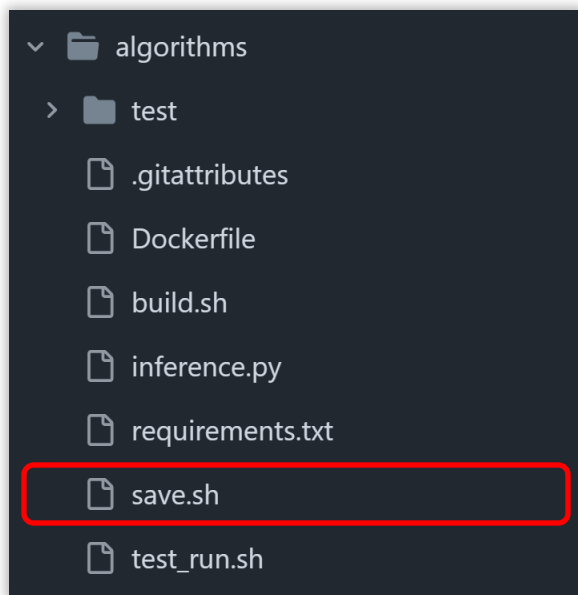 algorithms
test
.gitattributes
Dockerfile
build.sh
inference.py
requirements.txt
save.sh
test_run.sh